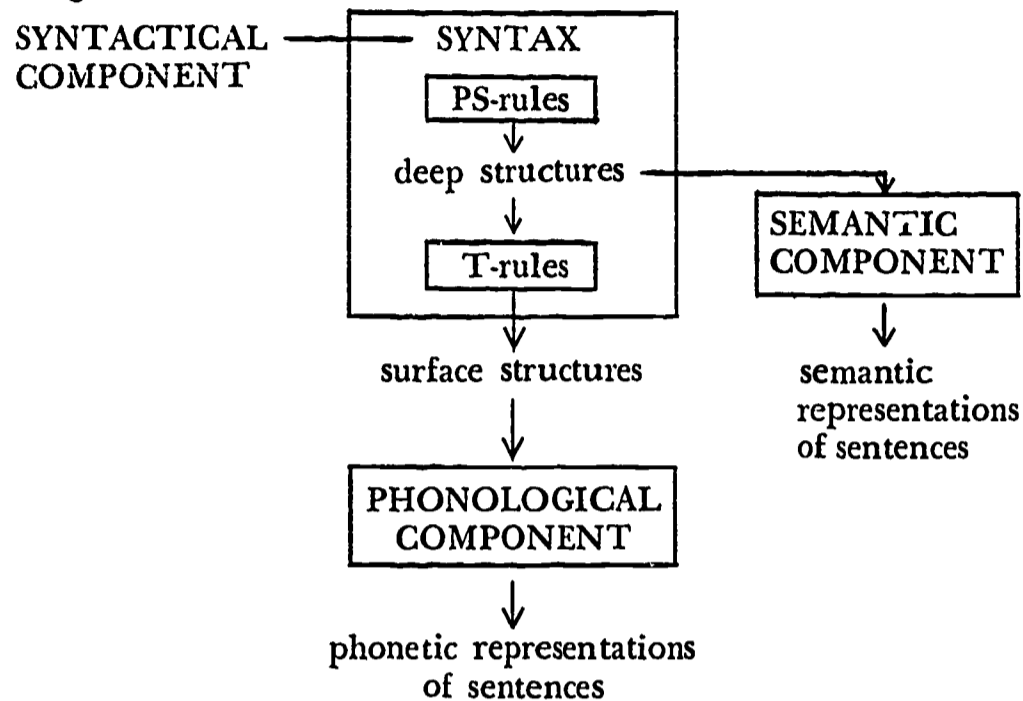 SYNTACTICAL
COMPONENT
SYNTAX
PS-rules
deep structures
T-rules
SEMANTIC
COMPONENT
surface structures
semantic
representations
of sentences
PHONOLOGICAL
COMPONENT
phonetic representations
of sentences